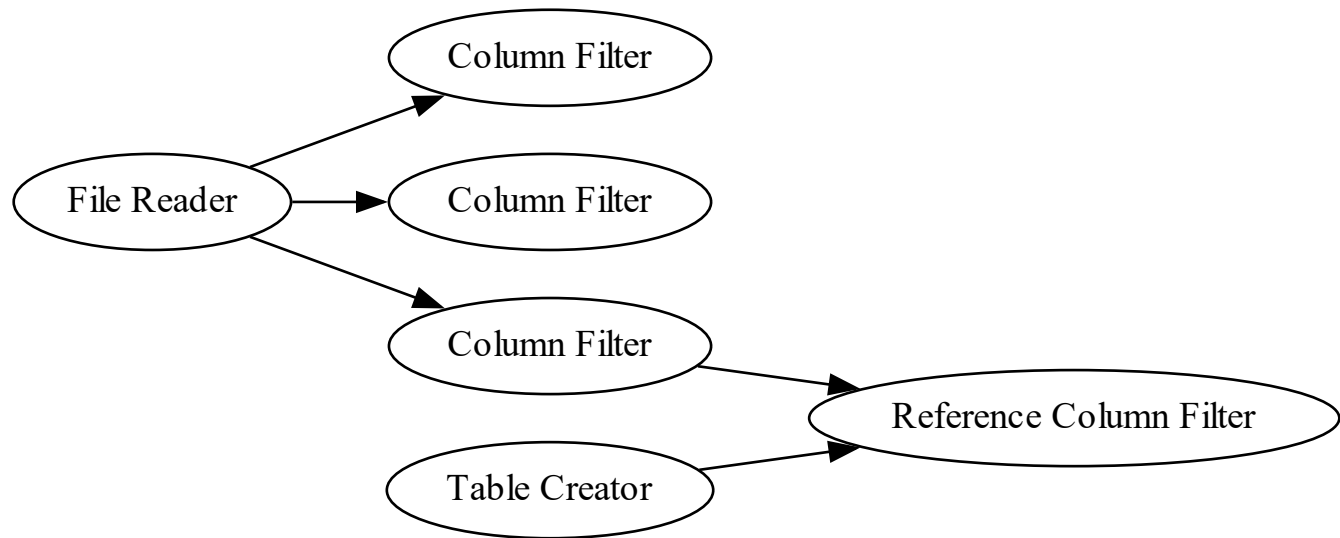 Column Filter
File Reader
Column Filter
Column Filter
Reference Column Filter
Table Creator